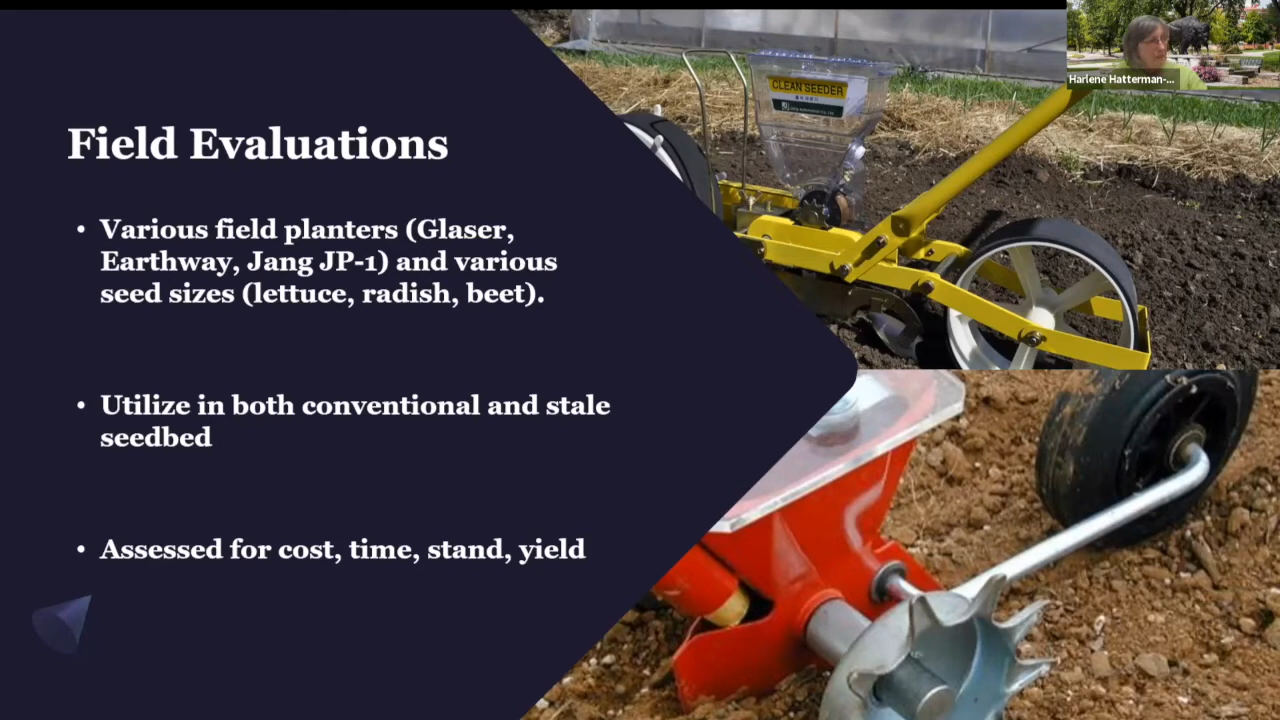 Field Evaluations
• Various field planters (Glaser,
Earthway, Jang JP-1) and various
seed sizes (lettuce, radish, beet).
• Utilize in both conventional and stale
seedbed
• Assessed for cost, time, stand, yield
CLEAN SEEDER
Harlene Hatterman-...